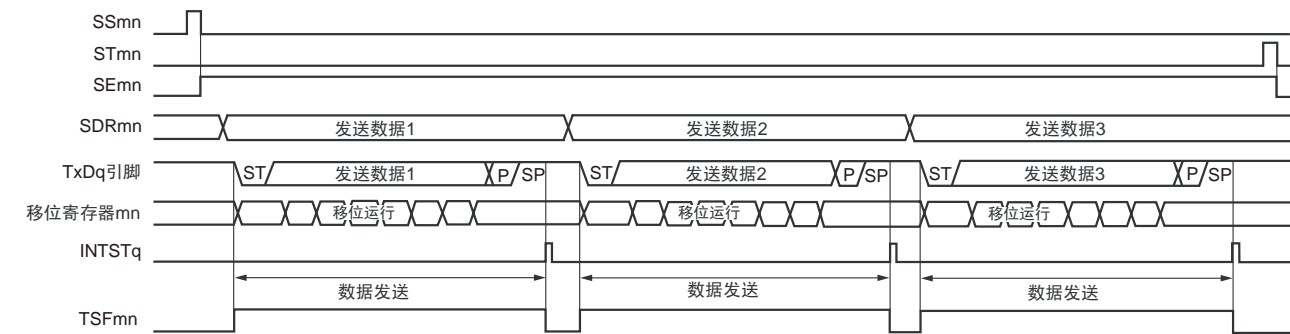 SSmn
STmn
SEmn
SDRmn 发送数据1 发送数据2 发送数据3
TxDq引脚 ST 发送数据1 P SP ST 发送数据2 P SP ST 发送数据3 P SP
移位寄存器mn 移位运行 移位运行 移位运行
INTSTq
数据发送 数据发送 数据发送
TSFmn